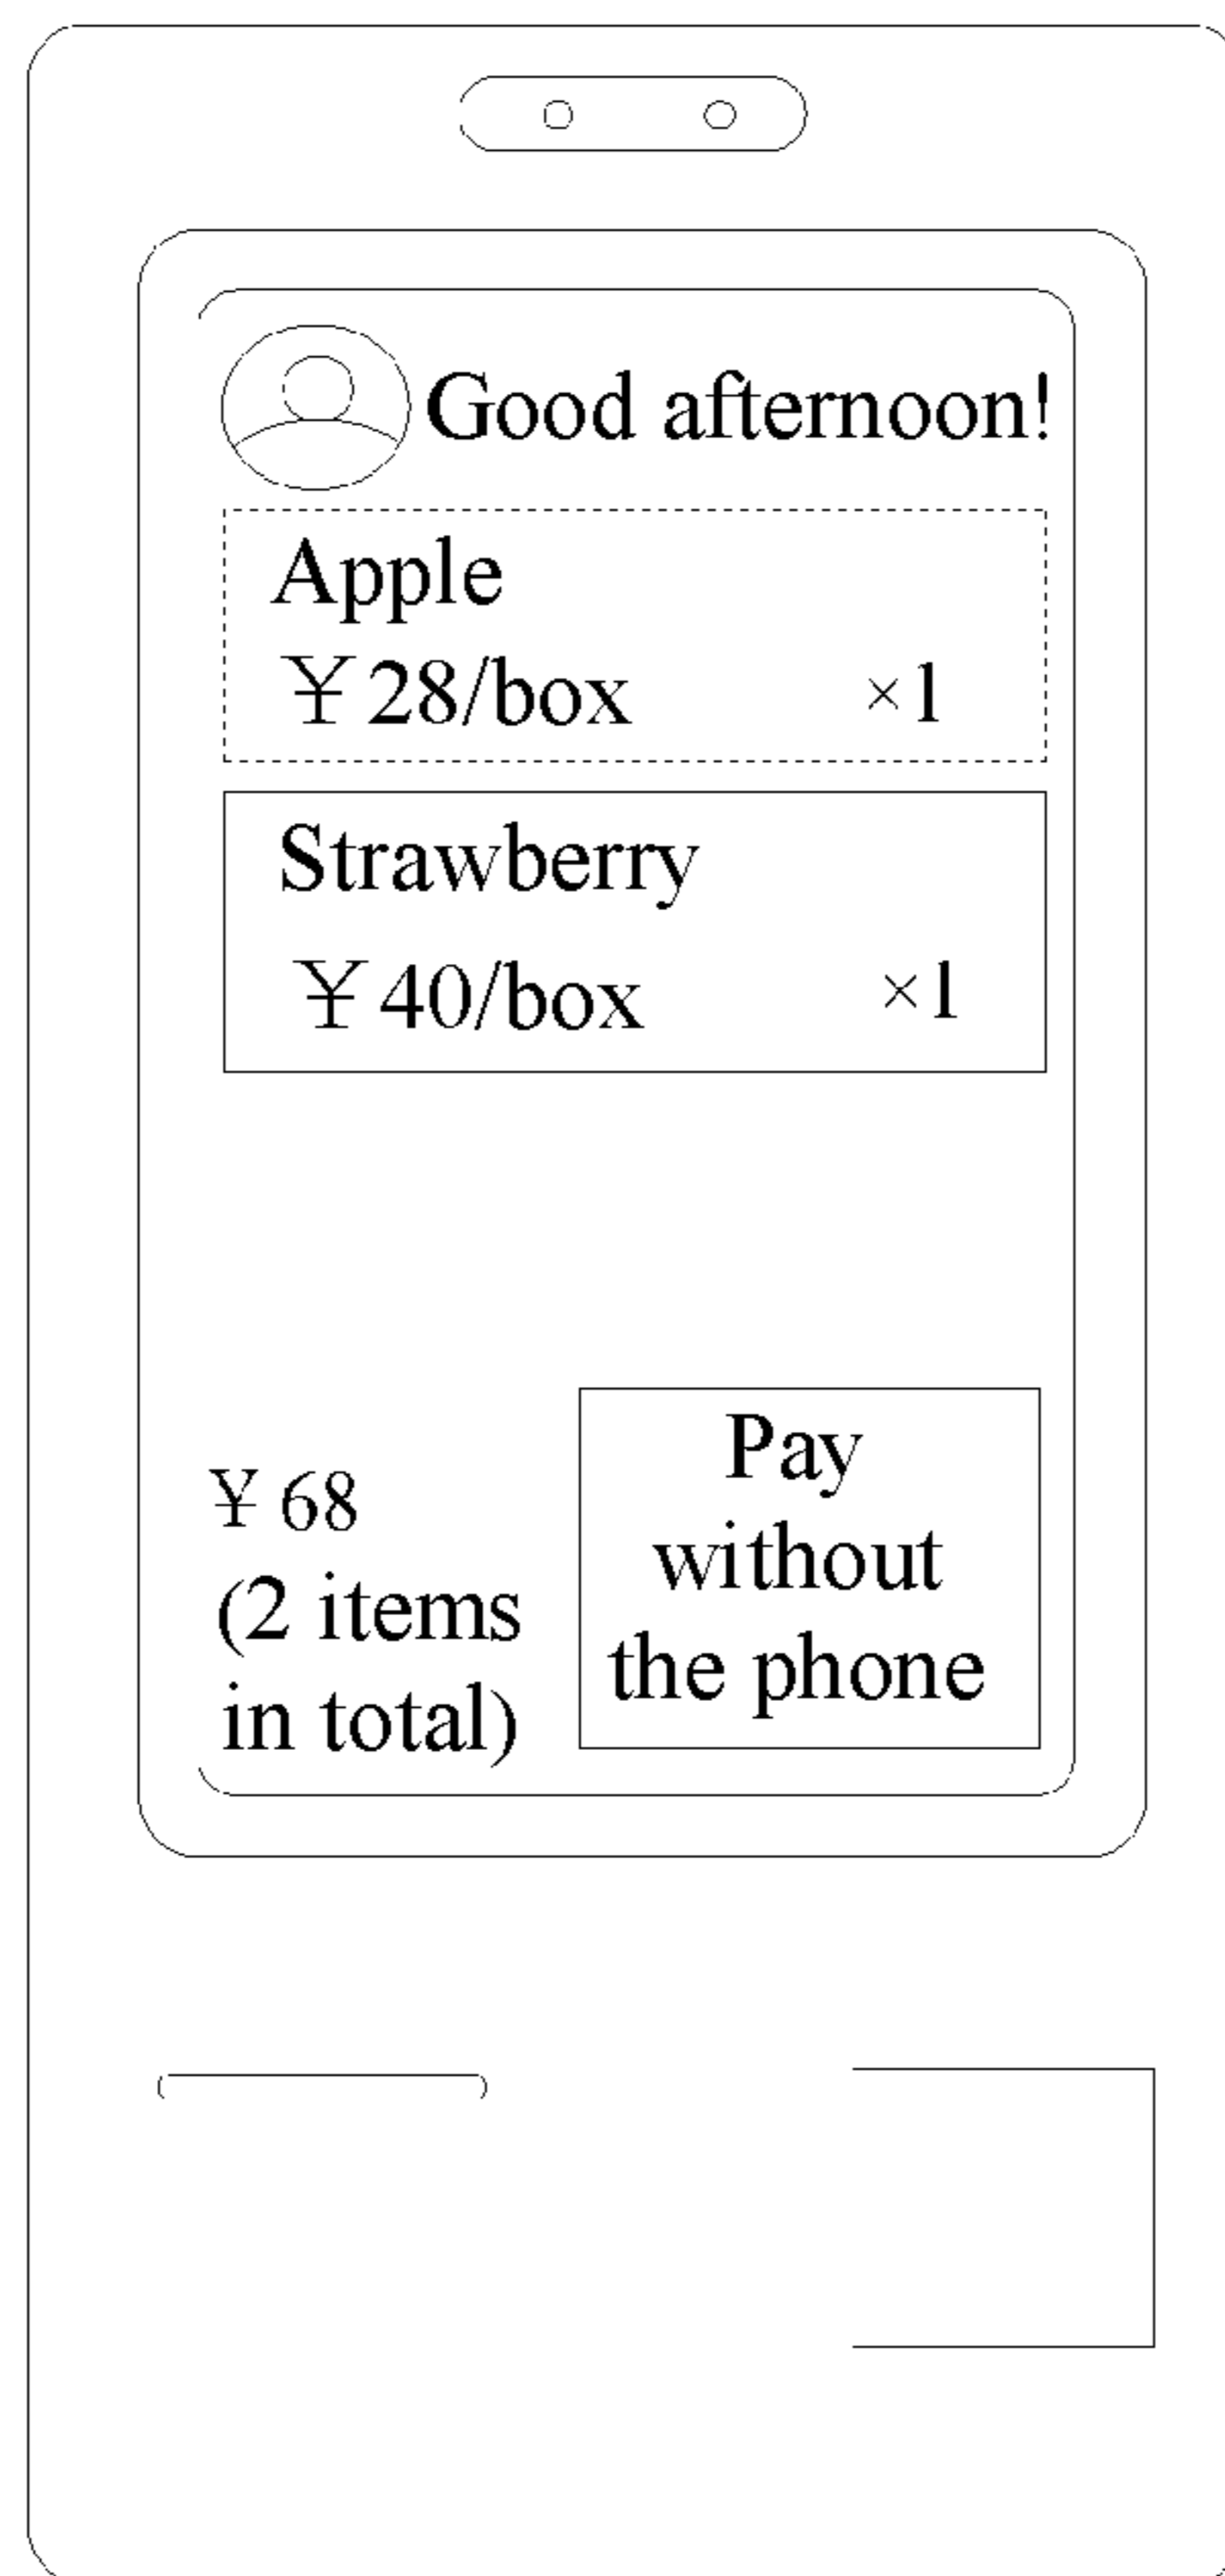 Good afternoon!
Apple
¥28/box ×1
Strawberry
¥40/box ×1
¥68
(2 items
in total)
Pay
without
the phone